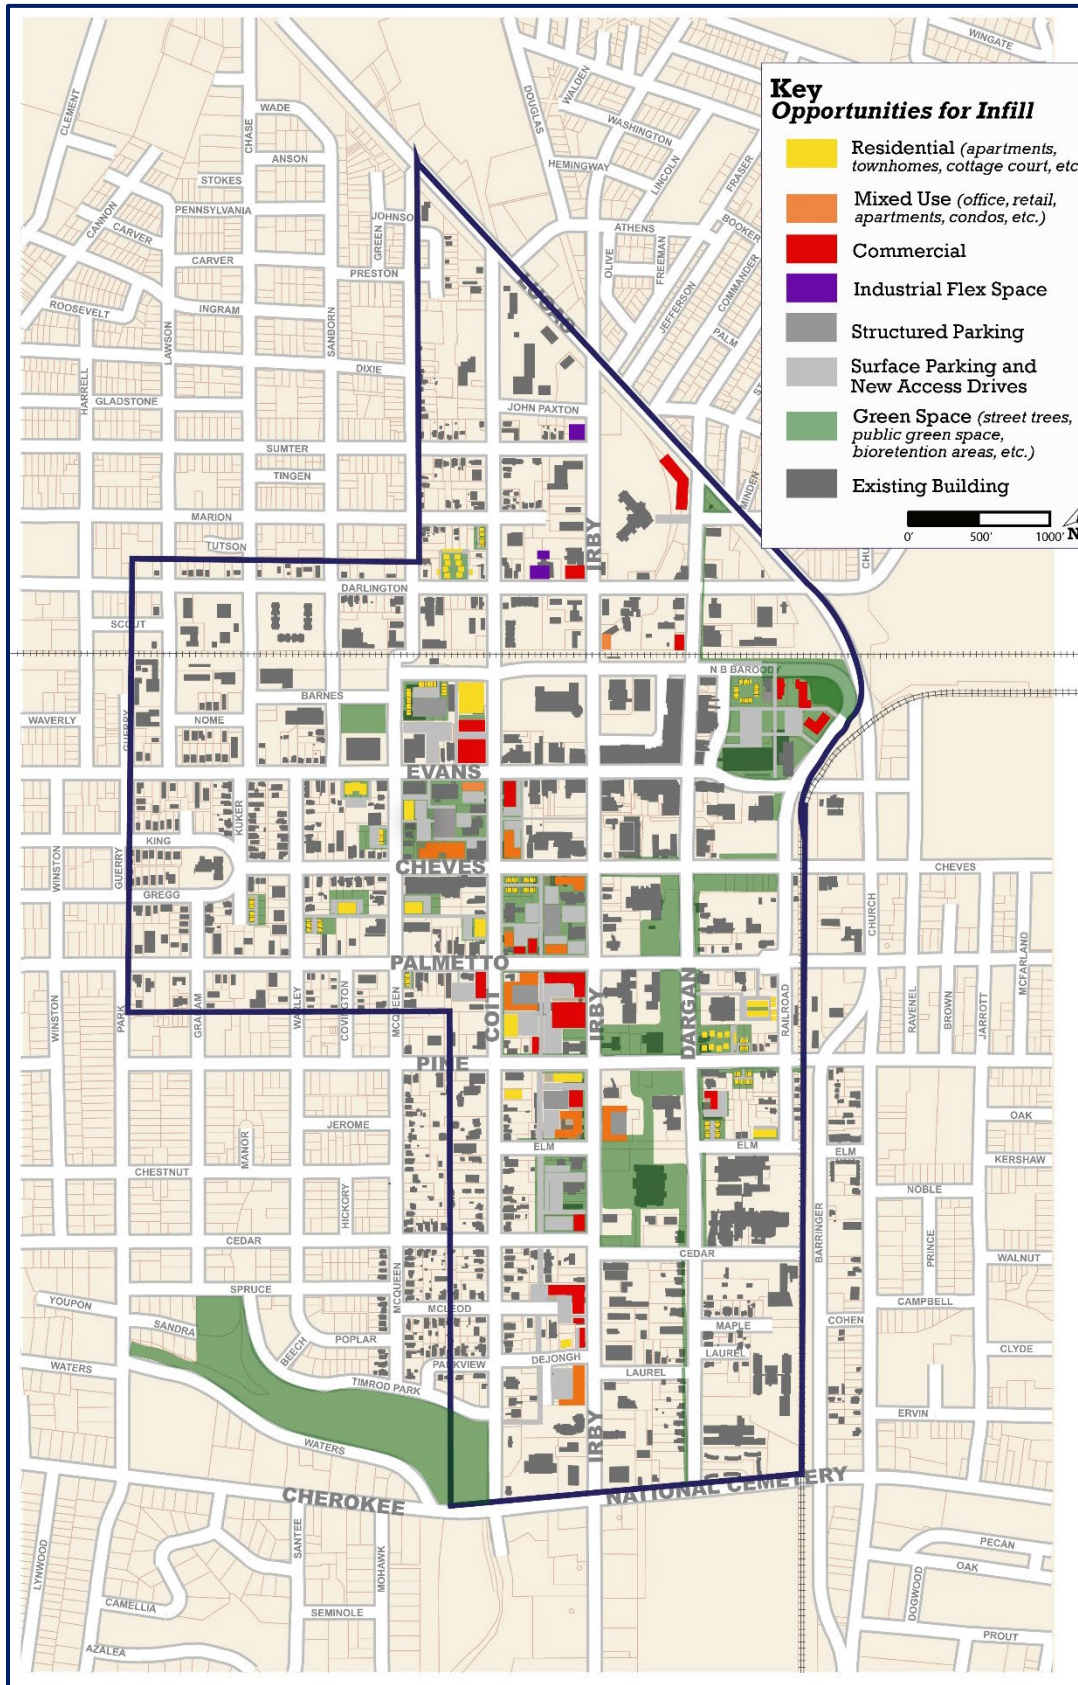 Key
Opportunities for Infill
Residential (apartments,
townhomes, cottage court, etc
Mixed Use (office, retail,
apartments, condos, etc.)
Commercial
Industrial Flex Space
Structured Parking
Surface Parking and
New Access Drives
Green Space (street trees,
public green space,
bioretention areas, etc.)
Existing Building
0'
500'
1000'
N
WINGATE
CLEMENT
CHASE
WADE
DOUGLAS
WALDEN
WASHINGTON
ANSON
HEMINGWAY
LINCOLN
FRASER
STOKES
PENNSYLVANIA
CANNON
CARVER
JOHNSO
GREEN
ATHENS
BOOKER
CARVER
PRESTON
OLIVE
FREEMAN
COMMANDER
LUCAS
JEFFERSON
ROOSEVELT
INGRAM
LAWSON
SANBORN
PALM
DIXIE
HARRELL
GLADSTONE
JOHN PAXTON
SUMTER
TINGEN
MINDEN
MARION
TUTSON
IRBY
DARLINGTON
SCOUT
N B BAROODY
BARNES
WAVERLY
NOME
GUERRY
EVANS
KUKER
KING
CHEVES
CHEVES
WINSTON
GUERRY
GREGG
CHURCH
MCFARLAND
PALMETTO
DARGAN
WINSTON
PARK
GRAHAM
WARLEY
COVINGTON
MCQUEEN
COIT
IRBY
RAILROAD
RAVENEL
BROWN
JARROTT
PINE
OAK
JEROME
MANOR
ELM
ELM
ELM
KERSHAW
CHESTNUT
HICKORY
NOBLE
PRINCE
BARRINGER
CEDAR
CEDAR
WALNUT
SPRUCE
MCQUEEN
YOUPON
MCLEOD
CAMPBELL
SANDRA
BEECH
POPLAR
MAPLE
COHEN
WATERS
PARKVIEW
DEJONGH
LAUREL
LAUREL
CLYDE
TIMROD PARK
ERVIN
WATERS
IRBY
CHEROKEE
NATIONAL CEMETERY
LYNWOOD
SANTEE
MOHAWK
PECAN
OAK
DOGWOOD
CAMELLIA
SEMINOLE
AZALEA
PROUT